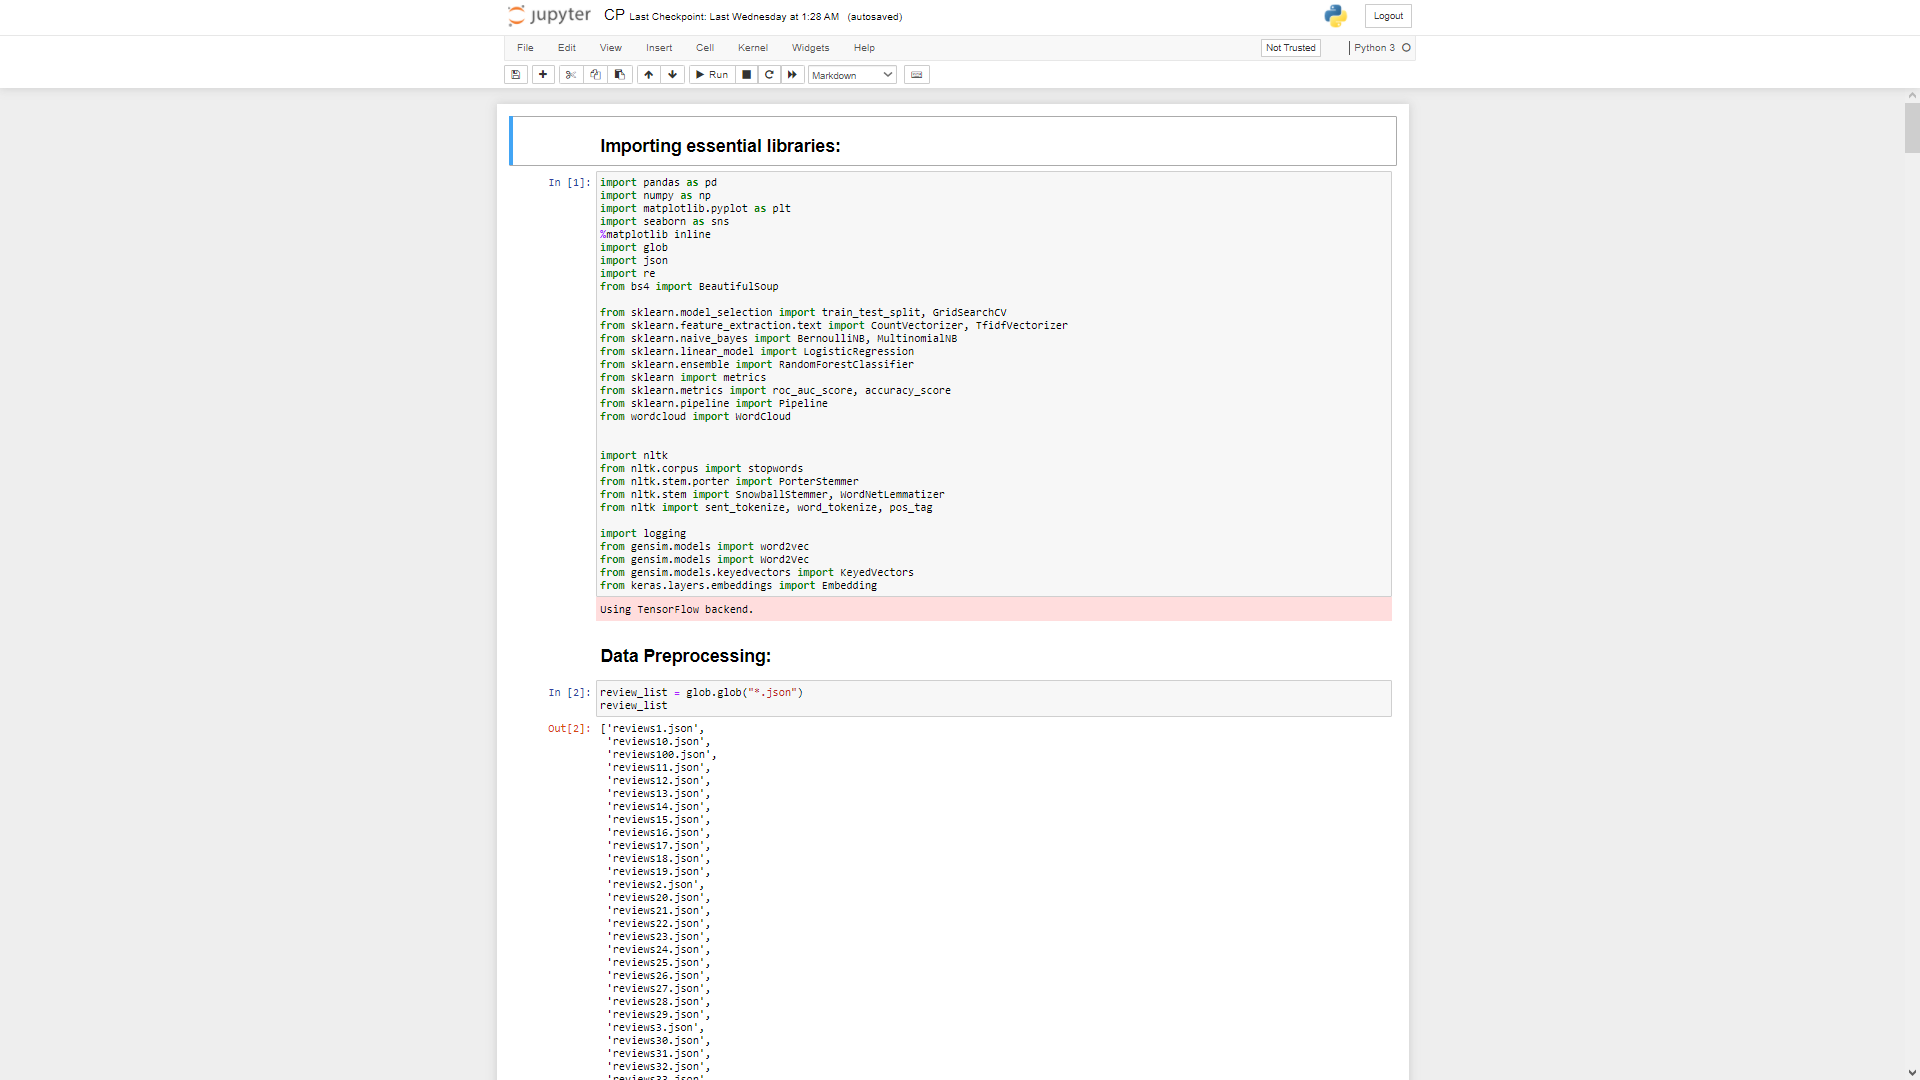 jupyter CP Last Checkpoint: Last Wednesday at 1:28 AM (autosaved) Logout
File Edit View Insert Cell Kernel Widgets Help Not Trusted Python 3
Run Markdown
Importing essential libraries:
In [1]: import pandas as pd
import numpy as np
import matplotlib.pyplot as plt
import seaborn as sns
%matplotlib inline
import glob
import json
import re
from bs4 import BeautifulSoup
from sklearn.model_selection import train_test_split, GridSearchCV
from sklearn.feature_extraction.text import CountVectorizer, TfidfVectorizer
from sklearn.naive_bayes import BernoulliNB, MultinomialNB
from sklearn.linear_model import LogisticRegression
from sklearn.ensemble import RandomForestClassifier
from sklearn import metrics
from sklearn.metrics import roc_auc_score, accuracy_score
from sklearn.pipeline import Pipeline
from wordcloud import WordCloud
import nltk
from nltk.corpus import stopwords
from nltk.stem.porter import PorterStemmer
from nltk.stem import SnowballStemmer, WordNetLemmatizer
from nltk import sent_tokenize, word_tokenize, pos_tag
import logging
from gensim.models import word2vec
from gensim.models import Word2Vec
from gensim.models.keyedvectors import KeyedVectors
from keras.layers.embeddings import Embedding
Using TensorFlow backend.
Data Preprocessing:
In [2]: review_list = glob.glob("*.json")
review_list
Out[2]: ['reviews1.json',
'reviews10.json',
'reviews100.json',
'reviews11.json',
'reviews12.json',
'reviews13.json',
'reviews14.json',
'reviews15.json',
'reviews16.json',
'reviews17.json',
'reviews18.json',
'reviews19.json',
'reviews2.json',
'reviews20.json',
'reviews21.json',
'reviews22.json',
'reviews23.json',
'reviews24.json',
'reviews25.json',
'reviews26.json',
'reviews27.json',
'reviews28.json',
'reviews29.json',
'reviews3.json',
'reviews30.json',
'reviews31.json',
'reviews32.json',
'reviews33.json',